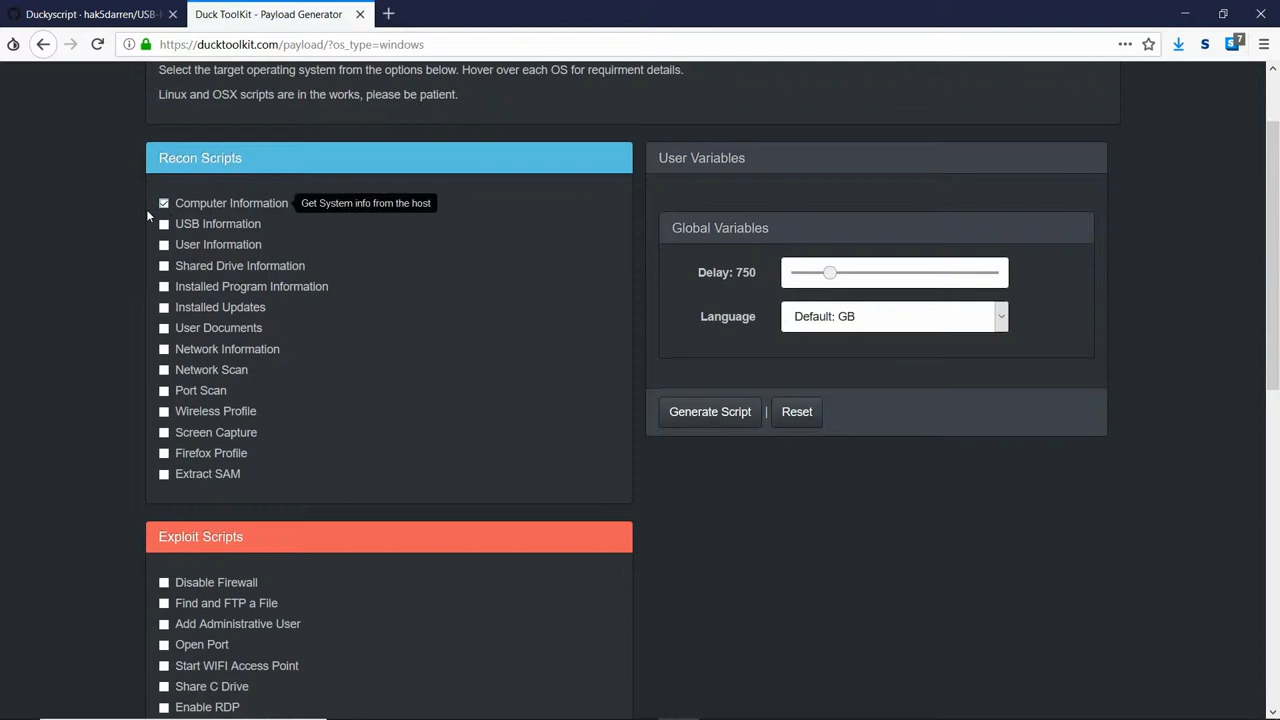 Duckyscript · hak5darren/USB-
Duck ToolKit - Payload Generator
https://ducktoolkit.com/payload/?os_type=windows
S
S
7
Select the target operating system from the options below. Hover over each OS for requirment details.
Linux and OSX scripts are in the works, please be patient.
Recon Scripts
Computer Information
Get System info from the host
USB Information
User Information
Shared Drive Information
Installed Program Information
Installed Updates
User Documents
Network Information
Network Scan
Port Scan
Wireless Profile
Screen Capture
Firefox Profile
Extract SAM
User Variables
Global Variables
Delay: 750
Language
Default: GB
Generate Script | Reset
Exploit Scripts
Disable Firewall
Find and FTP a File
Add Administrative User
Open Port
Start WIFI Access Point
Share C Drive
Enable RDP